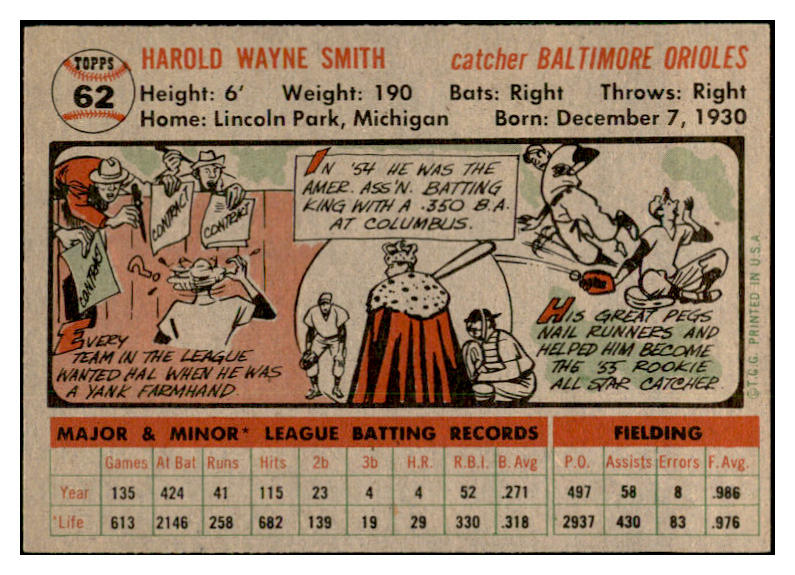 TOPPS
62
HAROLD WAYNE SMITH
catcher BALTIMORE ORIOLES
Height: 6' Weight: 190 Bats: Right Throws: Right
Home: Lincoln Park, Michigan Born: December 7, 1930
CONTRACT
CONTRACT
CONTRACT
?
EVERY
TEAM IN THE LEAGUE
WANTED HAL WHEN HE WAS
A YANK FARMHAND.
IN '54 HE WAS THE
AMER. ASS'N. BATTING
KING WITH A .350 B.A.
AT COLUMBUS.
HIS GREAT PEGS
NAIL RUNNERS AND
HELPED HIM BECOME
THE '55 ROOKIE
ALL STAR CATCHER.
© T.C.G. PRINTED IN U.S.A.
MAJOR & MINOR* LEAGUE BATTING RECORDS FIELDING
Games At Bat Runs Hits 2b 3b H.R. R.B.I. B. Avg P.O. Assists Errors F. Avg.
Year 135 424 41 115 23 4 4 52 .271 497 58 8 .986
*Life 613 2146 258 682 139 19 29 330 .318 2937 430 83 .976